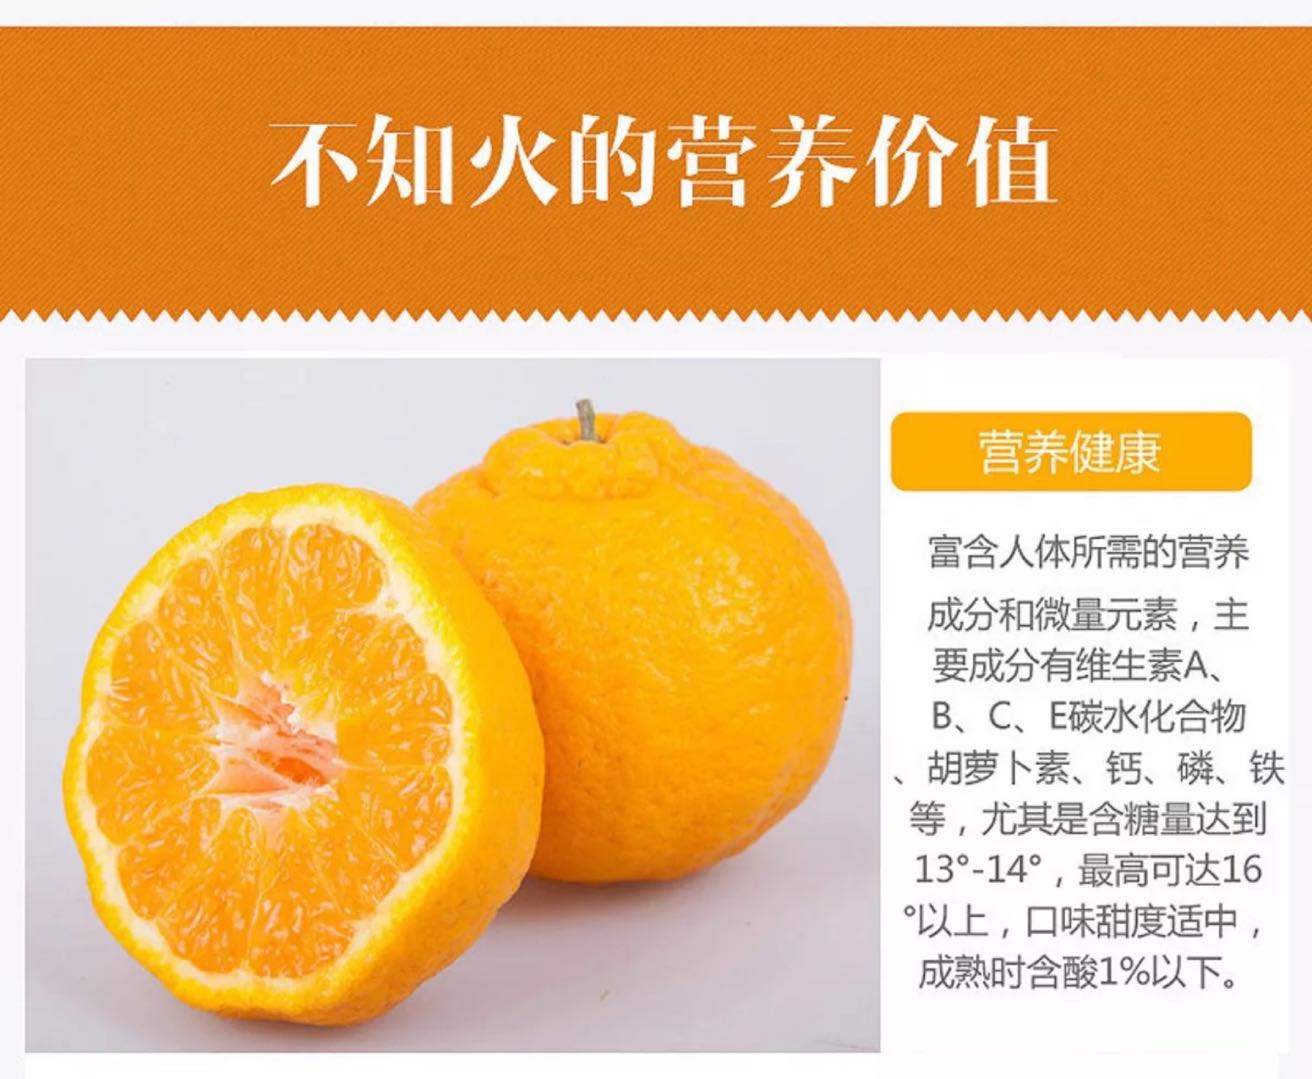 不知火的营养价值
营养健康
富含人体所需的营养
成分和微量元素，主
要成分有维生素A、
B、C、E碳水化合物
、胡萝卜素、钙、磷、铁
等，尤其是含糖量达到
13°-14°，最高可达16
°以上，口味甜度适中，
成熟时含酸1%以下。